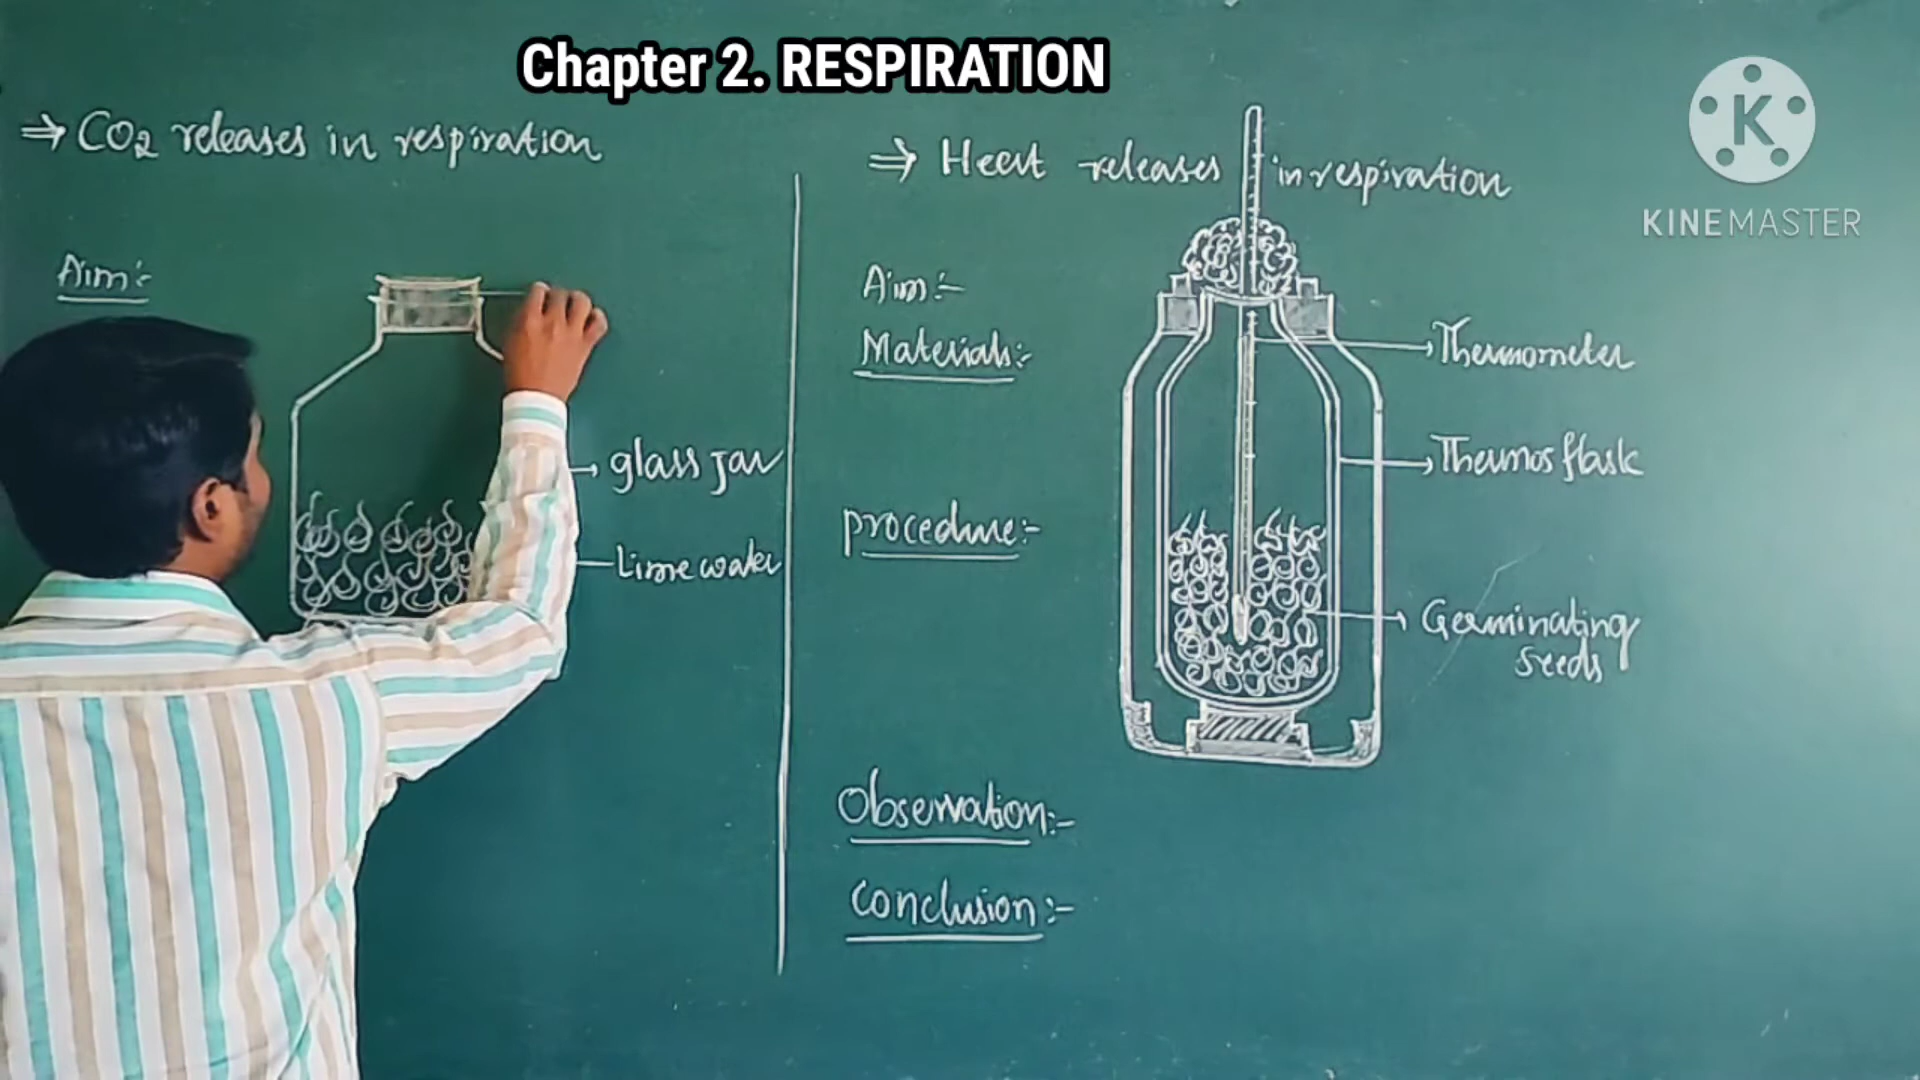 Chapter 2. RESPIRATION
⇒ CO2 releases in respiration
Aim:-
glass jar
Lime water
⇒ Heat releases in respiration
Aim:-
Materials:-
Procedure:-
Observation:-
Conclusion:-
Thermometer
Thermos flask
Germinating
seeds
K
KINEMASTER